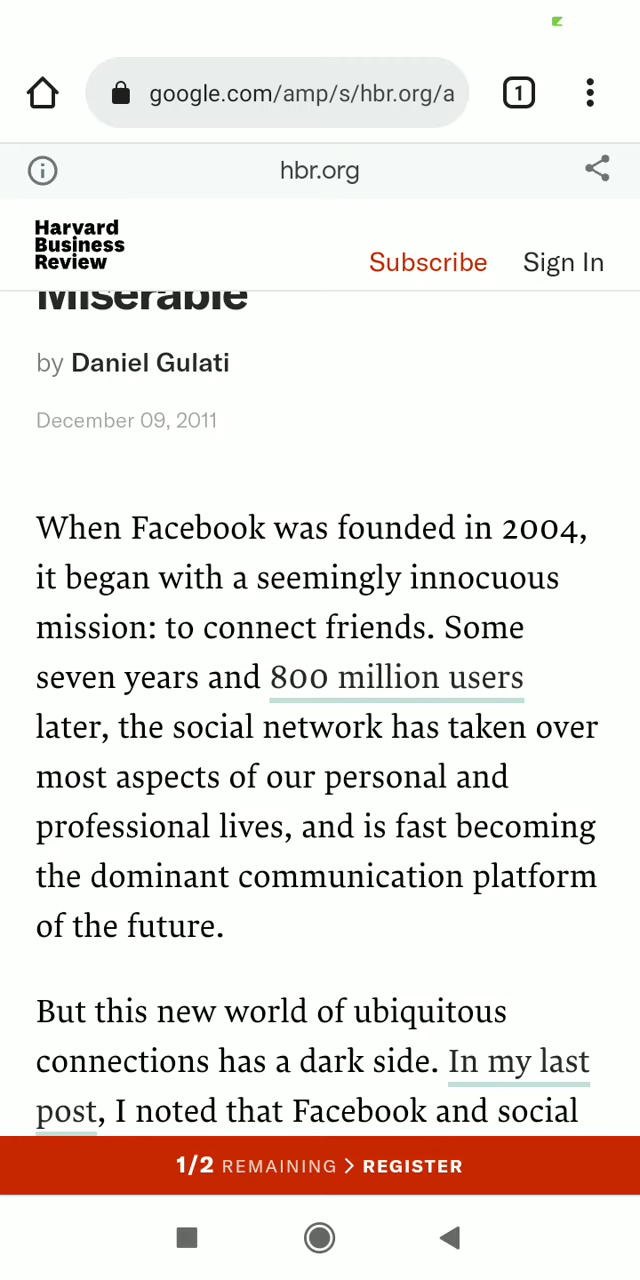 google.com/amp/s/hbr.org/a
1
hbr.org
Harvard
Business
Review
Subscribe Sign In
Miserable
by Daniel Gulati
December 09, 2011
When Facebook was founded in 2004,
it began with a seemingly innocuous
mission: to connect friends. Some
seven years and 800 million users
later, the social network has taken over
most aspects of our personal and
professional lives, and is fast becoming
the dominant communication platform
of the future.
But this new world of ubiquitous
connections has a dark side. In my last
post, I noted that Facebook and social
1/2 REMAINING > REGISTER